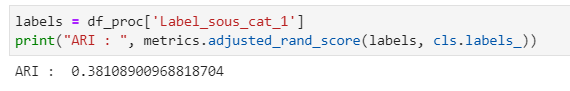 labels = df_proc['Label_sous_cat_1']
print("ARI : ", metrics.adjusted_rand_score(labels, cls.labels_))
ARI :  0.38108900968818704